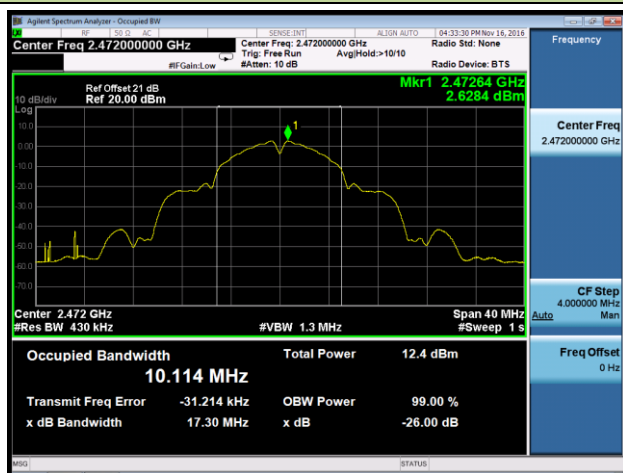 Agilent Spectrum Analyzer - Occupied BW
RF 50 Ω AC SENSE:INT ALIGN AUTO 04:33:30 PM Nov 16, 2016
Center Freq 2.472000000 GHz Center Freq: 2.472000000 GHz Radio Std: None
Trig: Free Run Avg|Hold:>10/10
#IFGain:Low #Atten: 10 dB Radio Device: BTS
Frequency
Ref Offset 21 dB Mkr1 2.47264 GHz
10 dB/div Ref 20.00 dBm 2.6284 dBm
Log
10.0
0.00
-10.0
-20.0
-30.0
-40.0
-50.0
-60.0
-70.0
1
Center 2.472 GHz Span 40 MHz
#Res BW 430 kHz #VBW 1.3 MHz #Sweep 1 s
Occupied Bandwidth Total Power 12.4 dBm
10.114 MHz
Transmit Freq Error -31.214 kHz OBW Power 99.00 %
x dB Bandwidth 17.30 MHz x dB -26.00 dB
Center Freq
2.472000000 GHz
CF Step
4.000000 MHz
Auto Man
Freq Offset
0 Hz
MSG STATUS